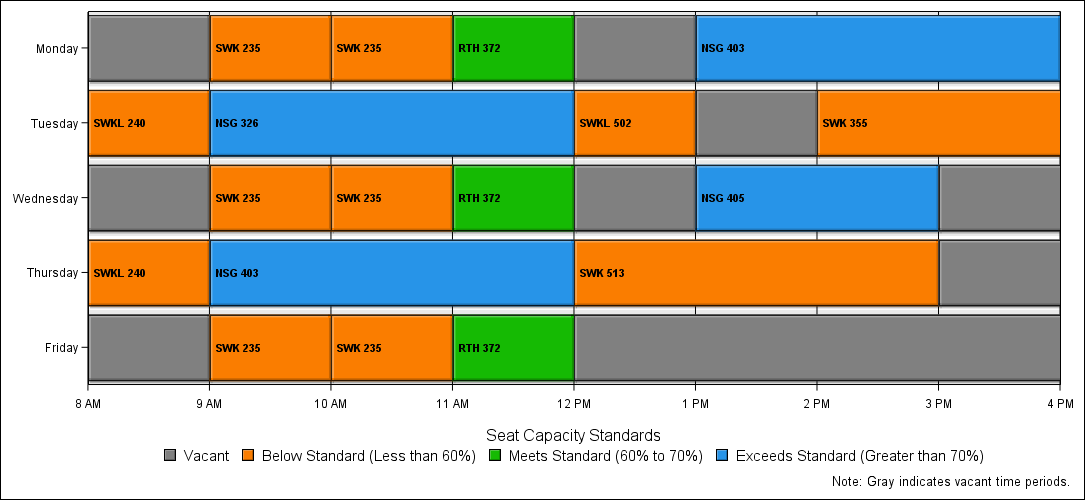 Monday SWK 235 SWK 235 RTH 372 NSG 403
Tuesday SWKL 240 NSG 326 SWKL 502 SWK 355
Wednesday SWK 235 SWK 235 RTH 372 NSG 405
Thursday SWKL 240 NSG 403 SWK 513
Friday SWK 235 SWK 235 RTH 372
8 AM 9 AM 10 AM 11 AM 12 PM 1 PM 2 PM 3 PM 4 PM
Seat Capacity Standards
Vacant Below Standard (Less than 60%) Meets Standard (60% to 70%) Exceeds Standard (Greater than 70%)
Note: Gray indicates vacant time periods.